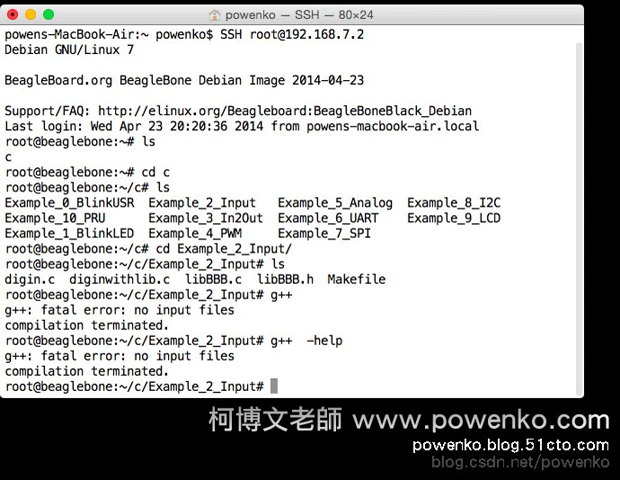 powenko — SSH — 80×24
powens-MacBook-Air:~ powenko$ SSH root@192.168.7.2
Debian GNU/Linux 7
BeagleBoard.org BeagleBone Debian Image 2014-04-23
Support/FAQ: http://elinux.org/Beagleboard:BeagleBoneBlack_Debian
Last login: Wed Apr 23 20:20:36 2014 from powens-macbook-air.local
root@beaglebone:~# ls
c
root@beaglebone:~# cd c
root@beaglebone:~/c# ls
Example_0_BlinkUSR  Example_2_Input   Example_5_Analog  Example_8_I2C
Example_10_PRU      Example_3_In2Out  Example_6_UART    Example_9_LCD
Example_1_BlinkLED  Example_4_PWM     Example_7_SPI
root@beaglebone:~/c# cd Example_2_Input/
root@beaglebone:~/c/Example_2_Input# ls
digin.c  diginwithlib.c  libBBB.c  libBBB.h  Makefile
root@beaglebone:~/c/Example_2_Input# g++
g++: fatal error: no input files
compilation terminated.
root@beaglebone:~/c/Example_2_Input# g++  -help
g++: fatal error: no input files
compilation terminated.
root@beaglebone:~/c/Example_2_Input#
柯博文老師 www.powenko.com
powenko.blog.51cto.com
blog.csdn.net/powenko